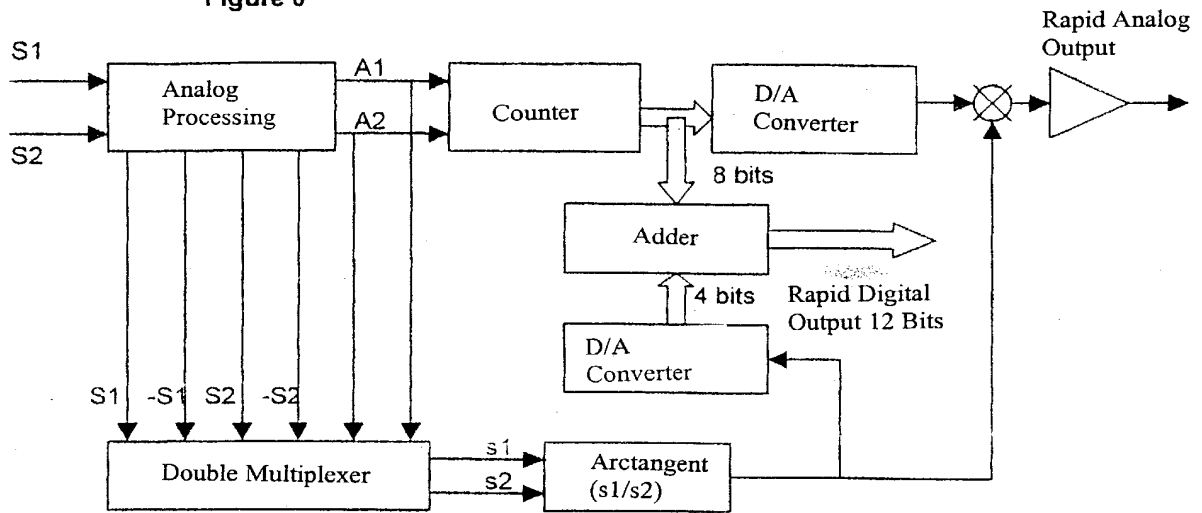 Figure 6
Rapid Analog
Output
S1
S2
Analog
Processing
A1
A2
Counter
D/A
Converter
8 bits
Adder
4 bits
Rapid Digital
Output 12 Bits
D/A
Converter
S1 -S1 S2 -S2
Double Multiplexer
s1
s2
Arctangent
(s1/s2)